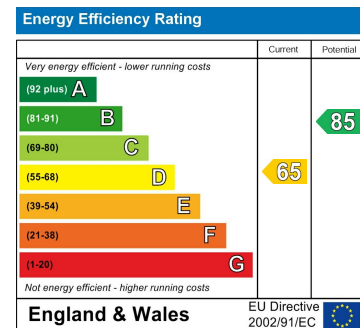 Energy Efficiency Rating
Current Potential
Very energy efficient - lower running costs
(92 plus) A
(81-91) B
85
(69-80) C
(55-68) D
65
(39-54) E
(21-38) F
(1-20) G
Not energy efficient - higher running costs
England & Wales
EU Directive
2002/91/EC